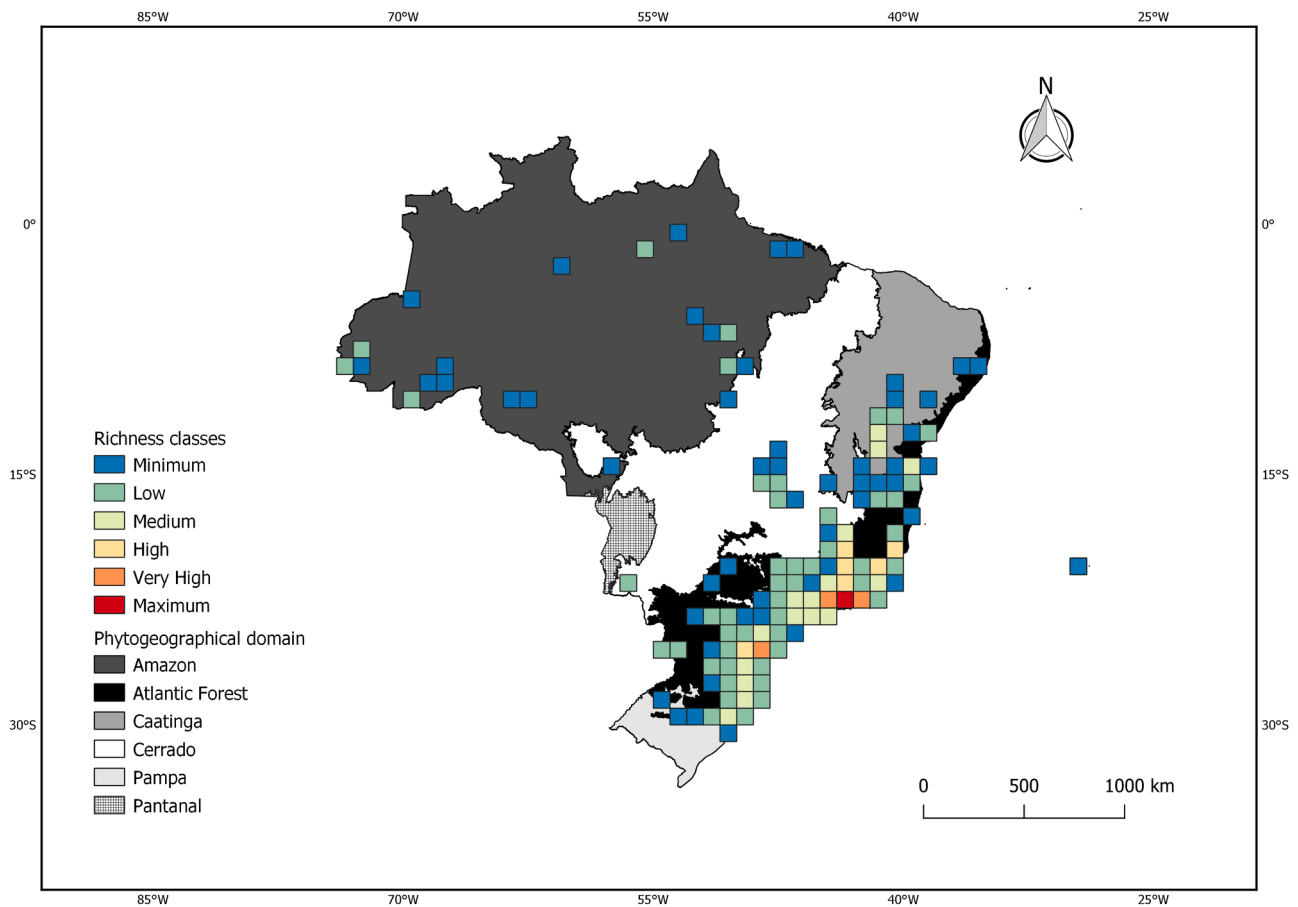 85°W 70°W 55°W 40°W 25°W
N
0° 0°
Richness classes
Minimum
15°S 15°S
Low
Medium
High
Very High
Maximum
Phytogeographical domain
Amazon
Atlantic Forest
Caatinga
30°S 30°S
Cerrado
Pampa
0 500 1000 km
Pantanal
85°W 70°W 55°W 40°W 25°W